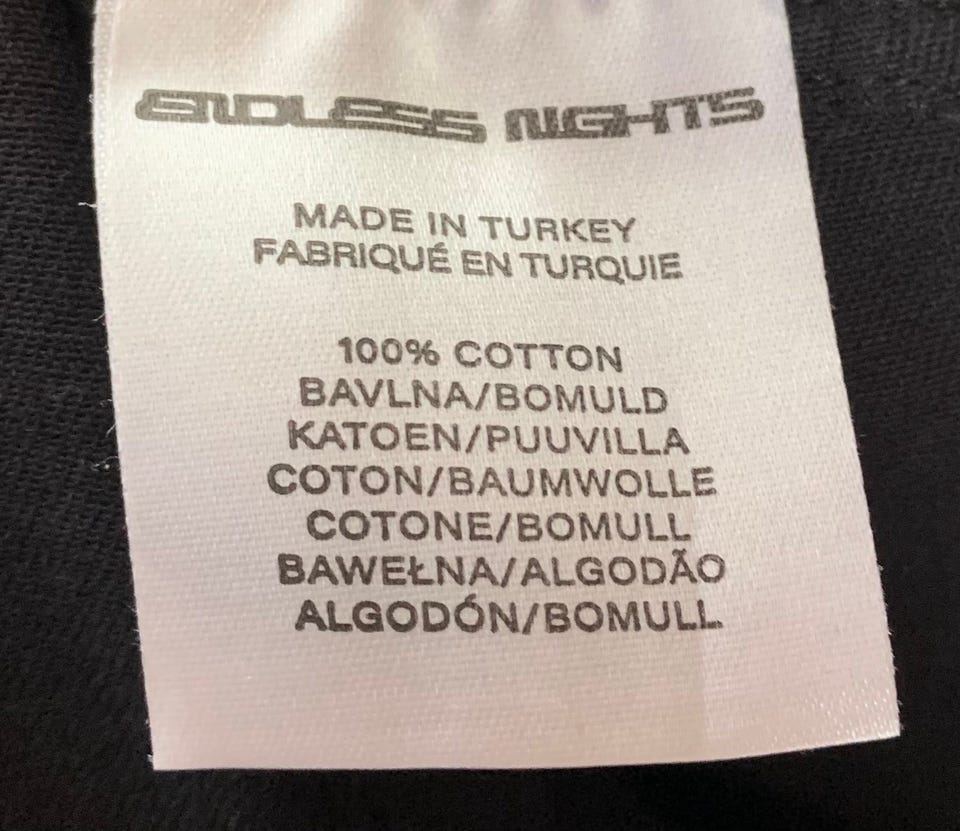 ENDLESS NIGHTS
MADE IN TURKEY
FABRIQUÉ EN TURQUIE
100% COTTON
BAVLNA/BOMULD
KATOEN/PUUVILLA
COTON/BAUMWOLLE
COTONE/BOMULL
BAWEŁNA/ALGODÃO
ALGODÓN/BOMULL